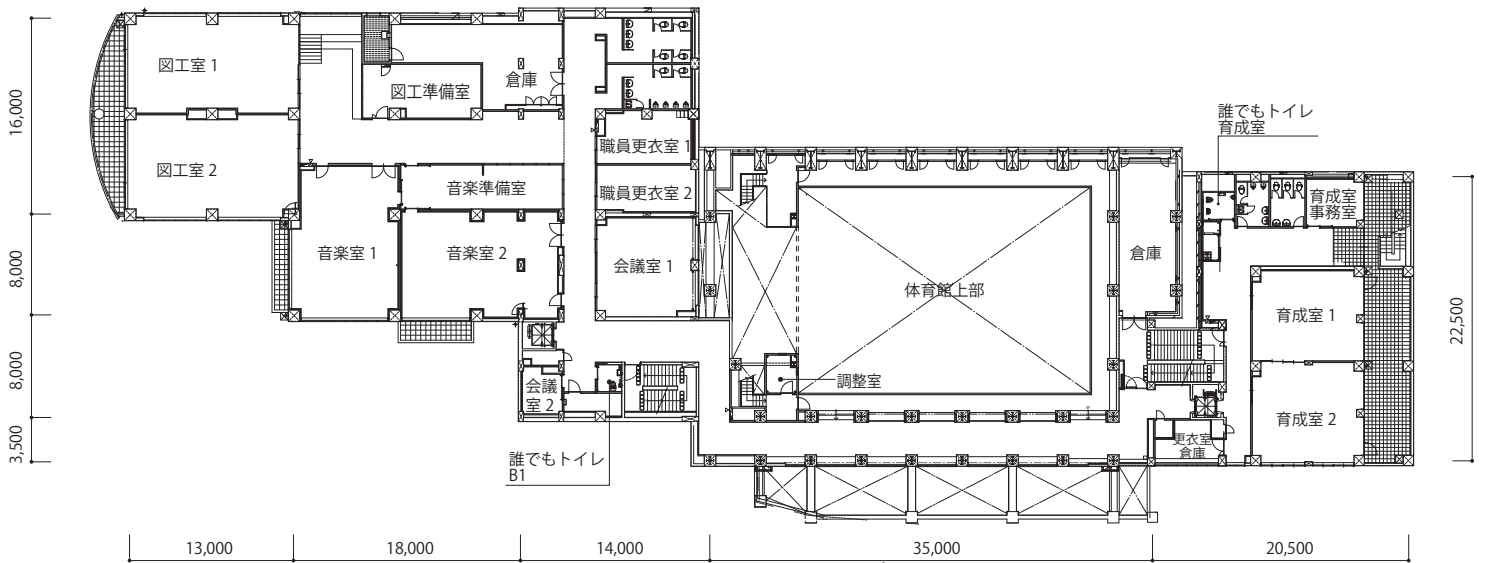 図工室 1
図工準備室
倉庫
図工室 2
職員更衣室 1
職員更衣室 2
音楽準備室
音楽室 1
音楽室 2
会議室 1
会議
室 2
誰でもトイレ
B1
体育館上部
調整室
倉庫
誰でもトイレ
育成室
育成室
事務室
育成室 1
育成室 2
更衣室
倉庫
16,000
8,000
8,000
3,500
22,500
13,000
18,000
14,000
35,000
20,500